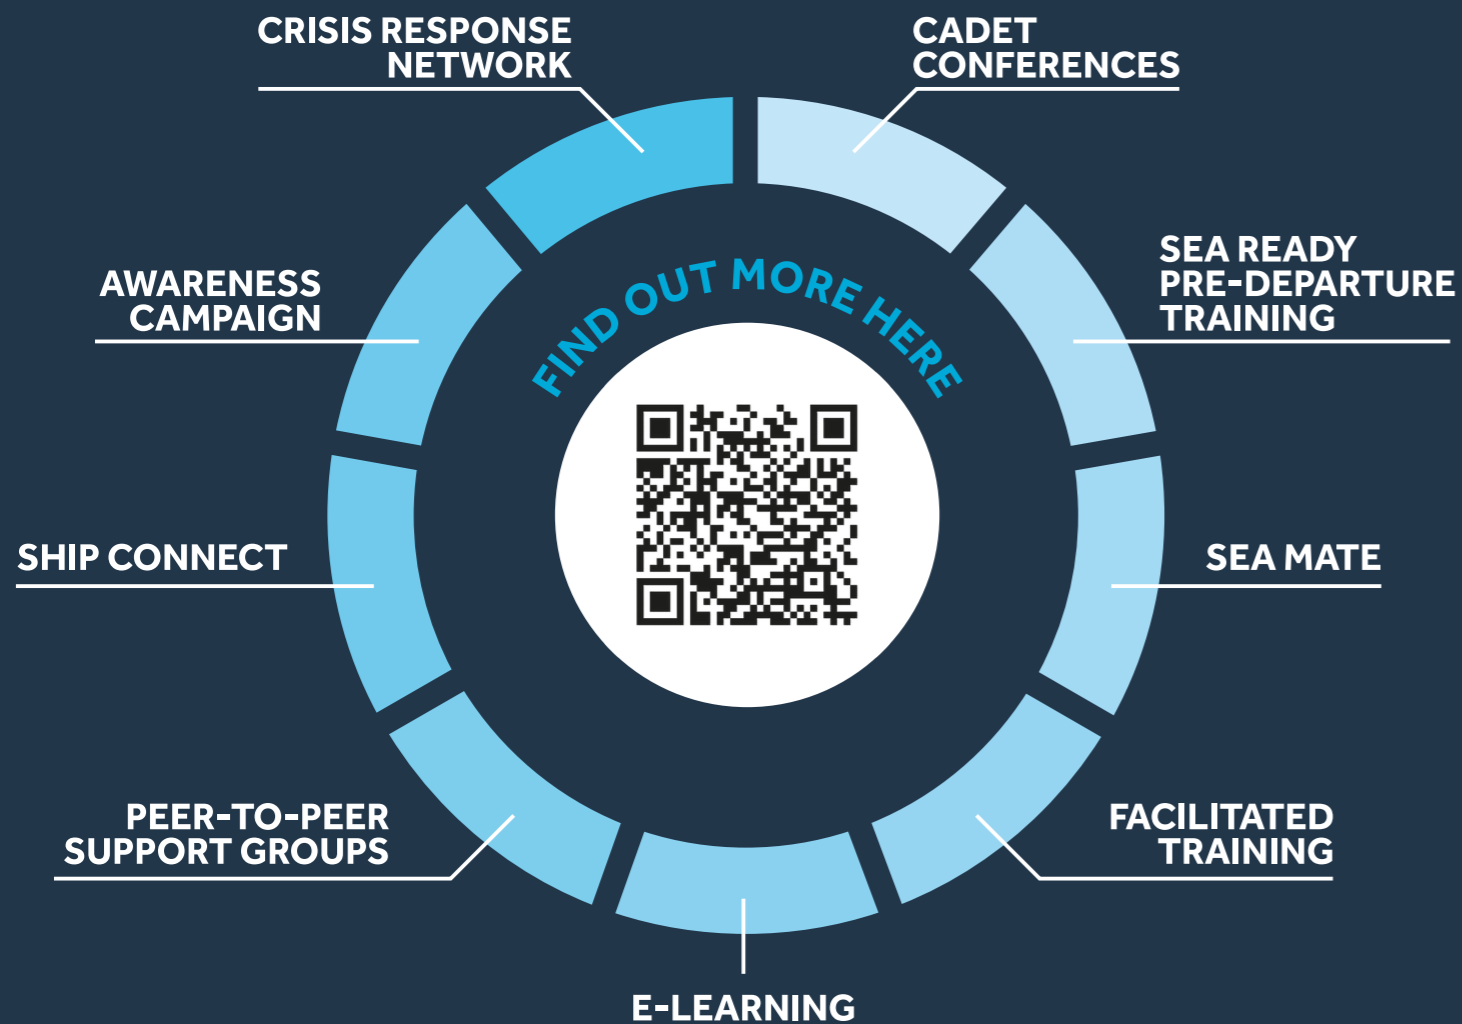 CRISIS RESPONSE
NETWORK
CADET
CONFERENCES
AWARENESS
CAMPAIGN
FIND OUT MORE HERE
SEA READY
PRE-DEPARTURE
TRAINING
SHIP CONNECT
SEA MATE
PEER-TO-PEER
SUPPORT GROUPS
FACILITATED
TRAINING
E-LEARNING